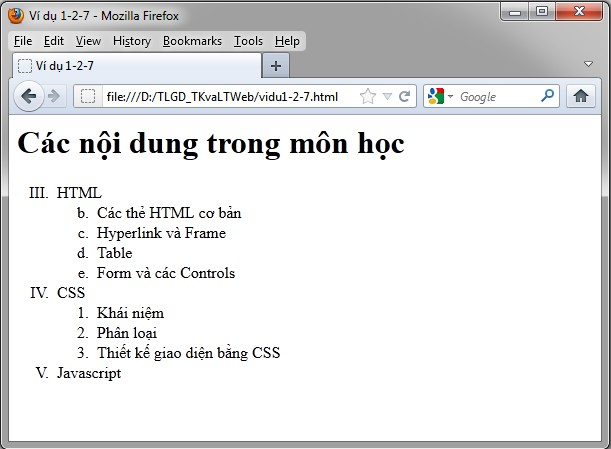 Ví dụ 1-2-7 - Mozilla Firefox
File Edit View History Bookmarks Tools Help
Ví dụ 1-2-7
file:///D:/TLGD_TKvaLTWeb/vidu1-2-7.html Google
Các nội dung trong môn học
III. HTML
b. Các thẻ HTML cơ bản
c. Hyperlink và Frame
d. Table
e. Form và các Controls
IV. CSS
1. Khái niệm
2. Phân loại
3. Thiết kế giao diện bằng CSS
V. Javascript